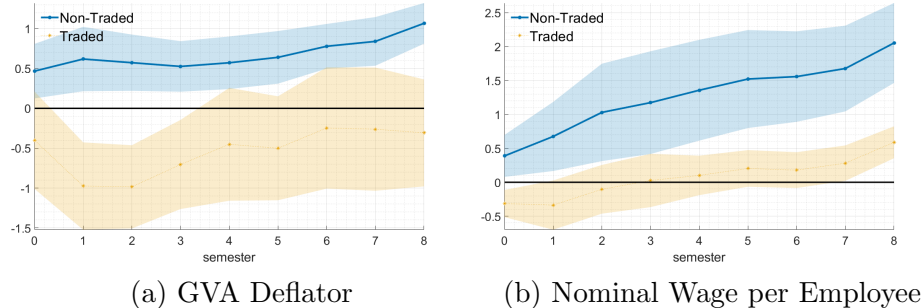 Non-Traded
Traded
1
0.5
0
-0.5
-1
-1.5
0 1 2 3 4 5 6 7 8
semester
(a) GVA Deflator
Non-Traded
Traded
2.5
2
1.5
1
0.5
0
-0.5
0 1 2 3 4 5 6 7 8
semester
(b) Nominal Wage per Employee